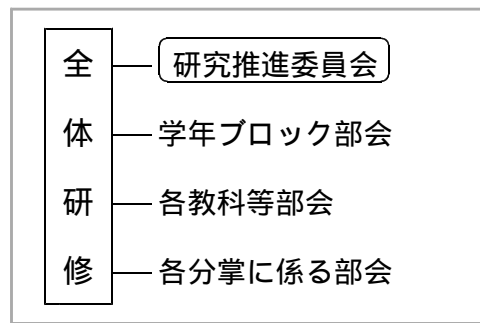 全体研修
研究推進委員会
学年ブロック部会
各教科等部会
各分掌に係る部会